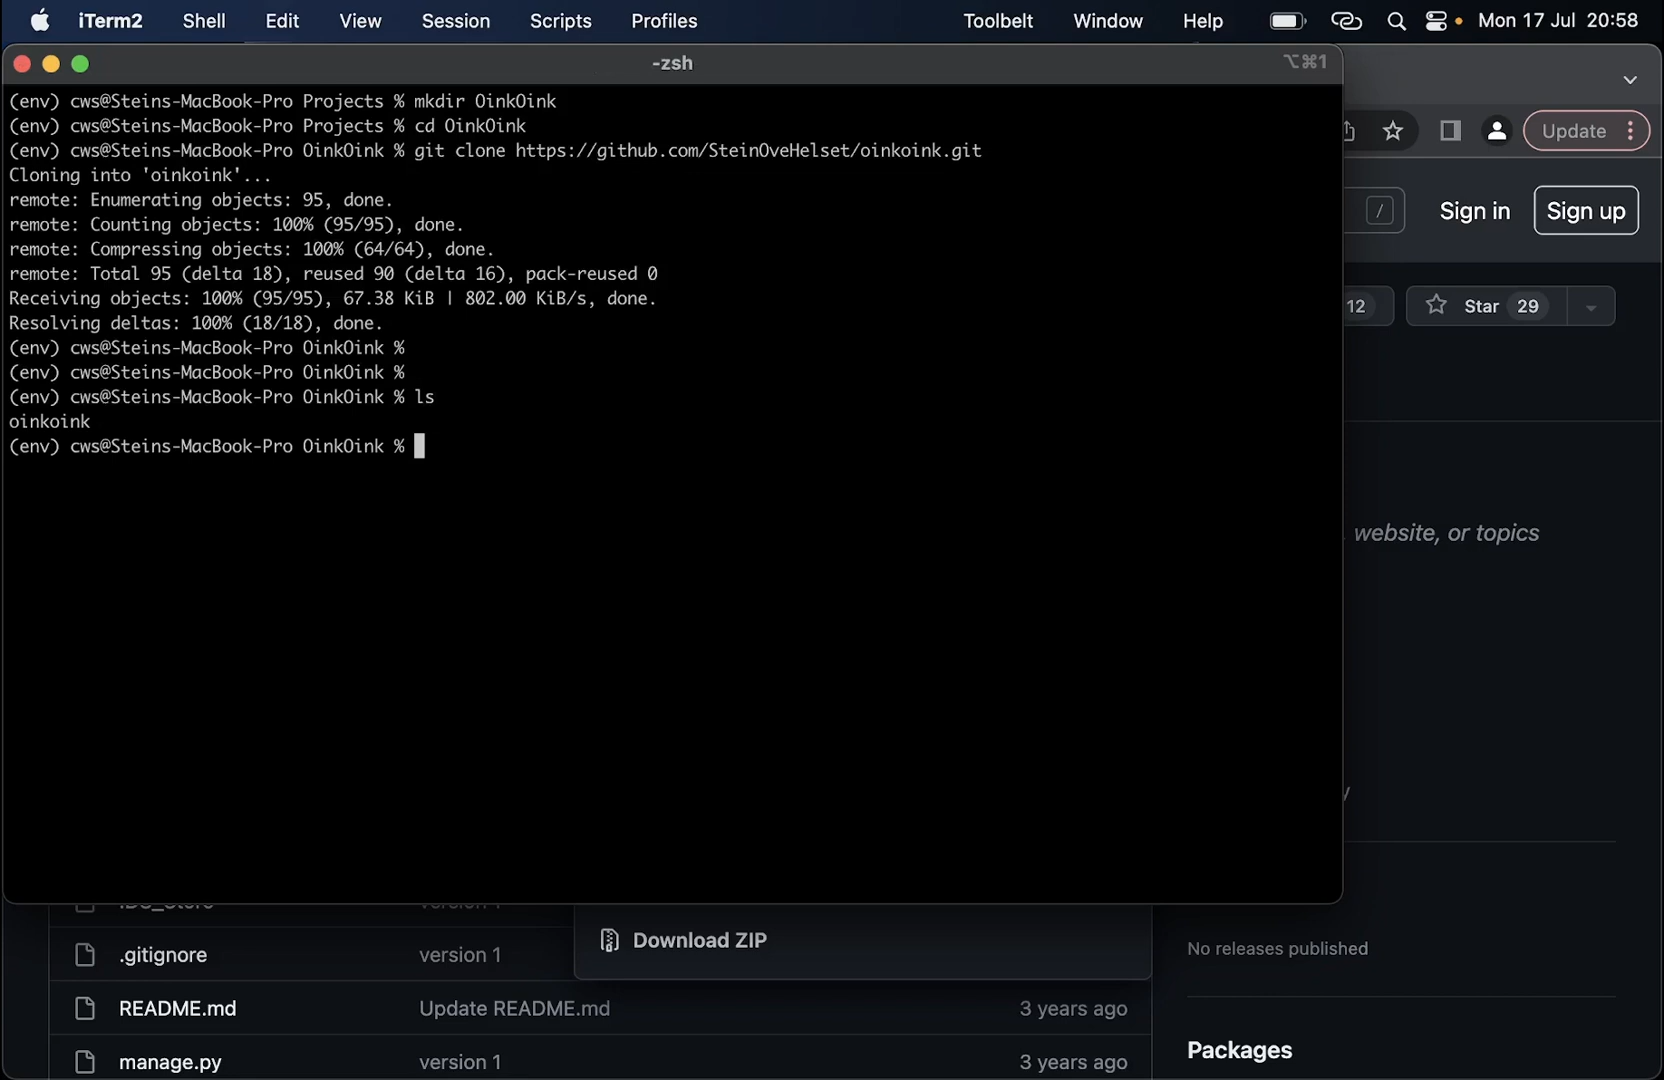 iTerm2 Shell Edit View Session Scripts Profiles Toolbelt Window Help Mon 17 Jul 20:58
-zsh ⌥⌘1
(env) cws@Steins-MacBook-Pro Projects % mkdir OinkOink
(env) cws@Steins-MacBook-Pro Projects % cd OinkOink
(env) cws@Steins-MacBook-Pro OinkOink % git clone https://github.com/SteinOveHelset/oinkoink.git
Cloning into 'oinkoink'...
remote: Enumerating objects: 95, done.
remote: Counting objects: 100% (95/95), done.
remote: Compressing objects: 100% (64/64), done.
remote: Total 95 (delta 18), reused 90 (delta 16), pack-reused 0
Receiving objects: 100% (95/95), 67.38 KiB | 802.00 KiB/s, done.
Resolving deltas: 100% (18/18), done.
(env) cws@Steins-MacBook-Pro OinkOink %
(env) cws@Steins-MacBook-Pro OinkOink %
(env) cws@Steins-MacBook-Pro OinkOink % ls
oinkoink
(env) cws@Steins-MacBook-Pro OinkOink %
Update
/ Sign in Sign up
12 Star 29
website, or topics
Download ZIP
.gitignore version 1
README.md Update README.md 3 years ago
manage.py version 1 3 years ago
No releases published
Packages